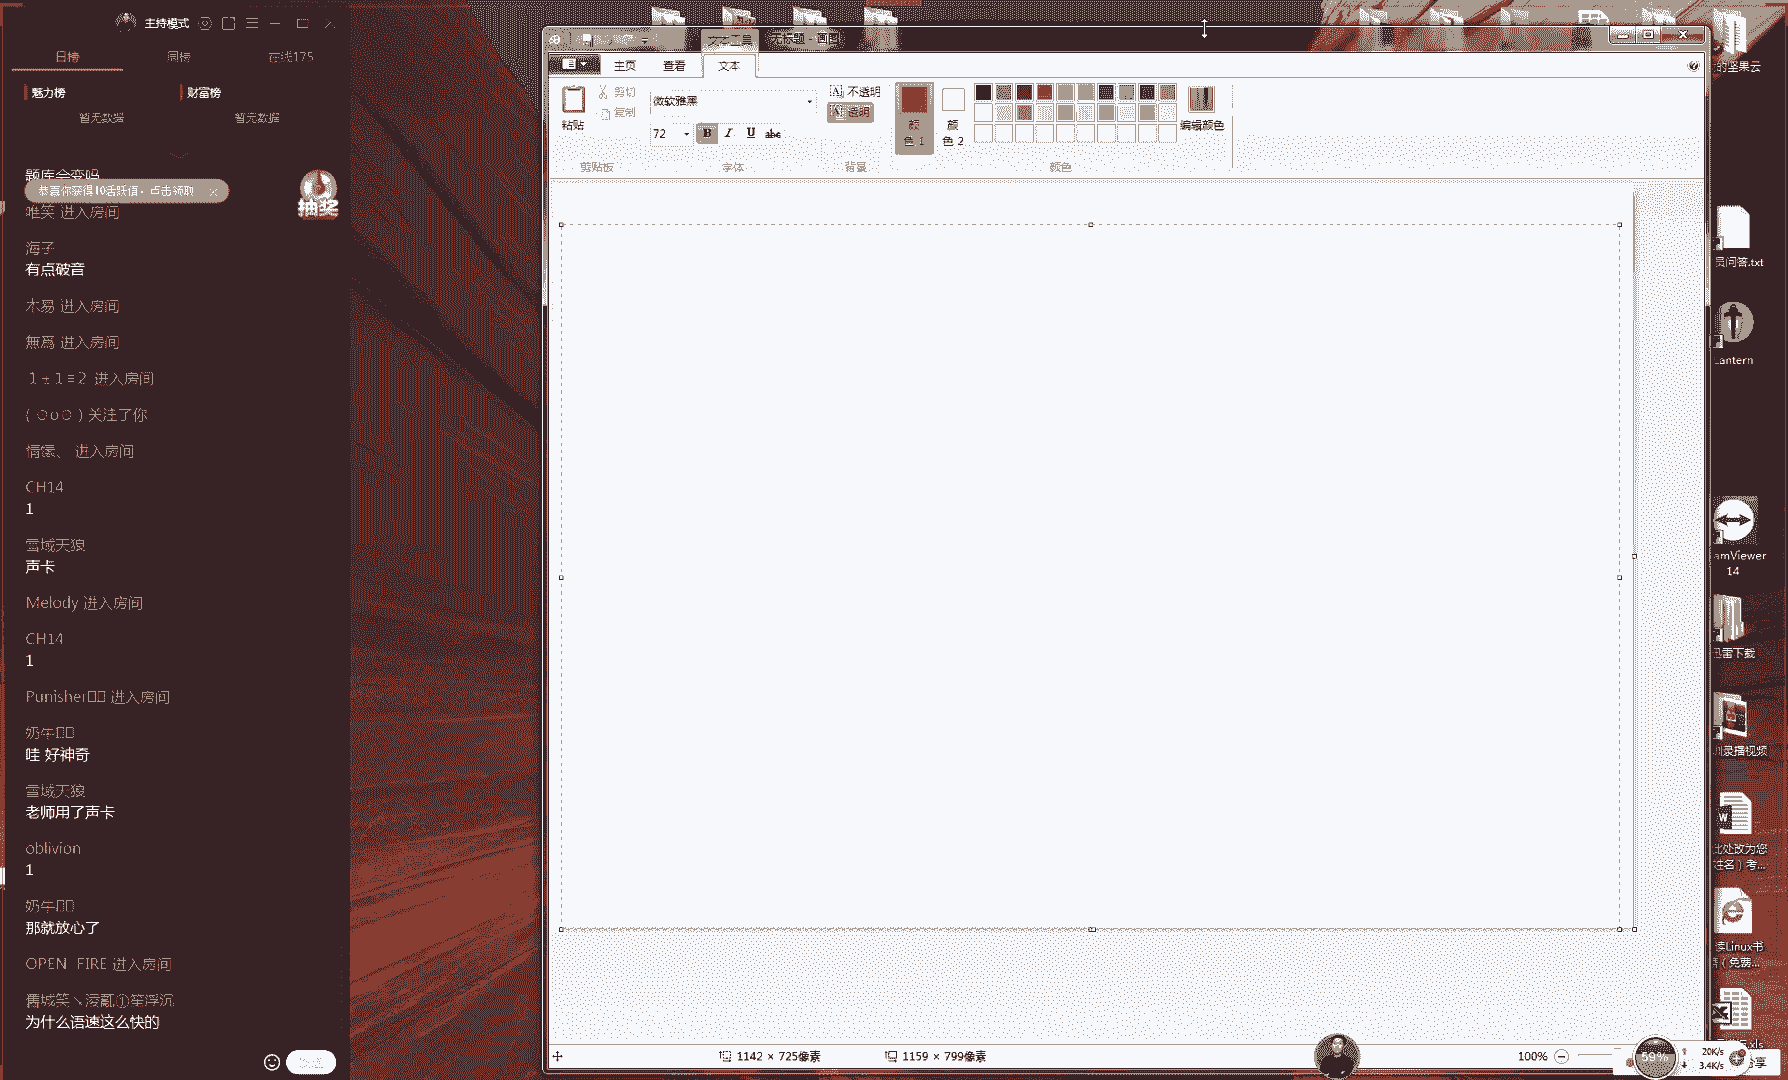 主持模式
日榜
周榜
在线175
魅力榜
财富榜
暂无数据
暂无数据
题库会变吗
恭喜你获得10活跃值，点击领取
抽奖
唯笑 进入房间
海子
有点破音
木易 进入房间
無爲 进入房间
1＋1＝2 进入房间
( ○o○ ) 关注了你
情愫、 进入房间
CH14
1
雪域天狼
声卡
Melody 进入房间
CH14
1
Punisher 进入房间
奶牛
哇 好神奇
雪域天狼
老师用了声卡
oblivion
1
奶牛
那就放心了
OPEN FIRE 进入房间
为什么语速这么快的
文本工具
无标题 - 画图
主页
查看
文本
粘贴
剪切
复制
剪贴板
微软雅黑
72
B I U abc
字体
不透明
透明
背景
颜色 1
颜色 2
编辑颜色
颜色
1142 × 725像素
1159 × 799像素
100%
59%
20K/s
3.4K/s
的坚果云
员问答.txt
Lantern
amViewer
14
迅雷下载
录播视频
此处改为您
姓名）考...
读Linux书
（免费...
.xls
享